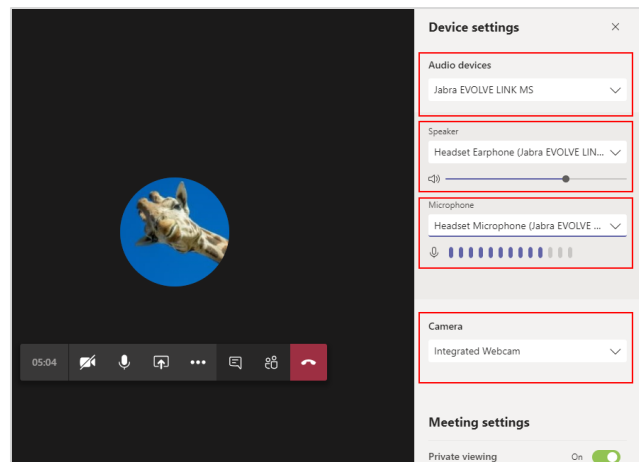 Device settings
Audio devices
Jabra EVOLVE LINK MS
Speaker
Headset Earphone (Jabra EVOLVE LIN...
Microphone
Headset Microphone (Jabra EVOLVE ...
Camera
Integrated Webcam
05:04
Meeting settings
Private viewing On